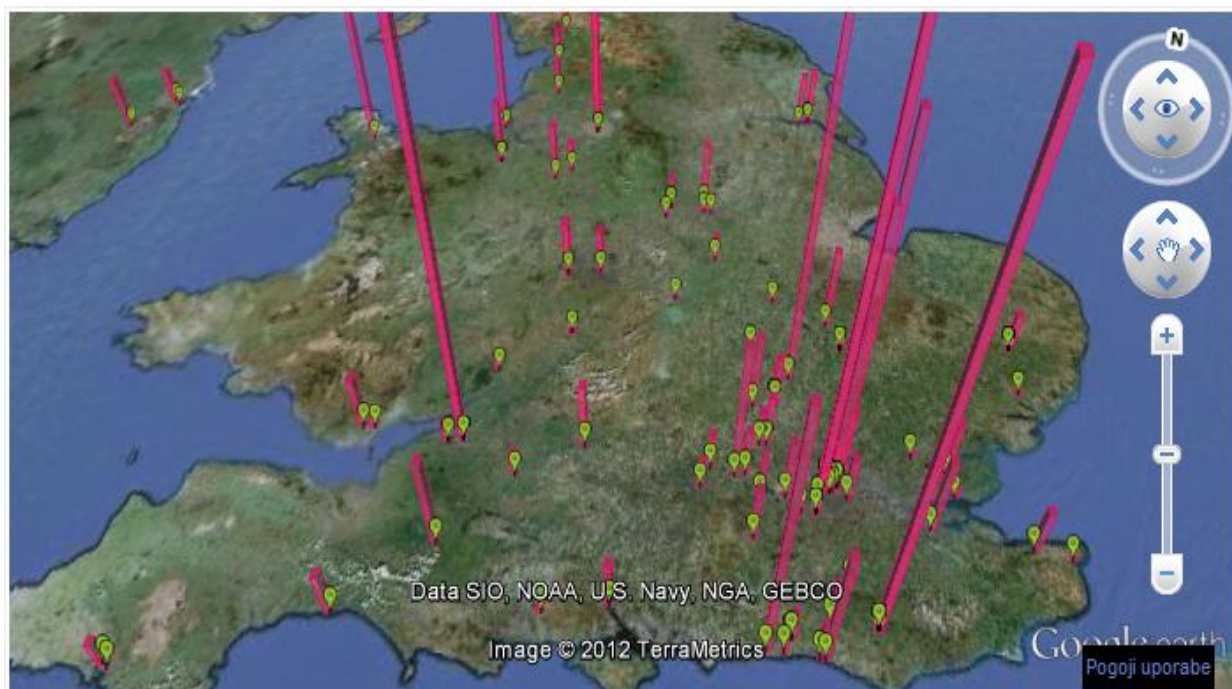 N
Data SIO, NOAA, U.S. Navy, NGA, GEBCO
Image © 2012 TerraMetrics
Google earth
Pogoji uporabe